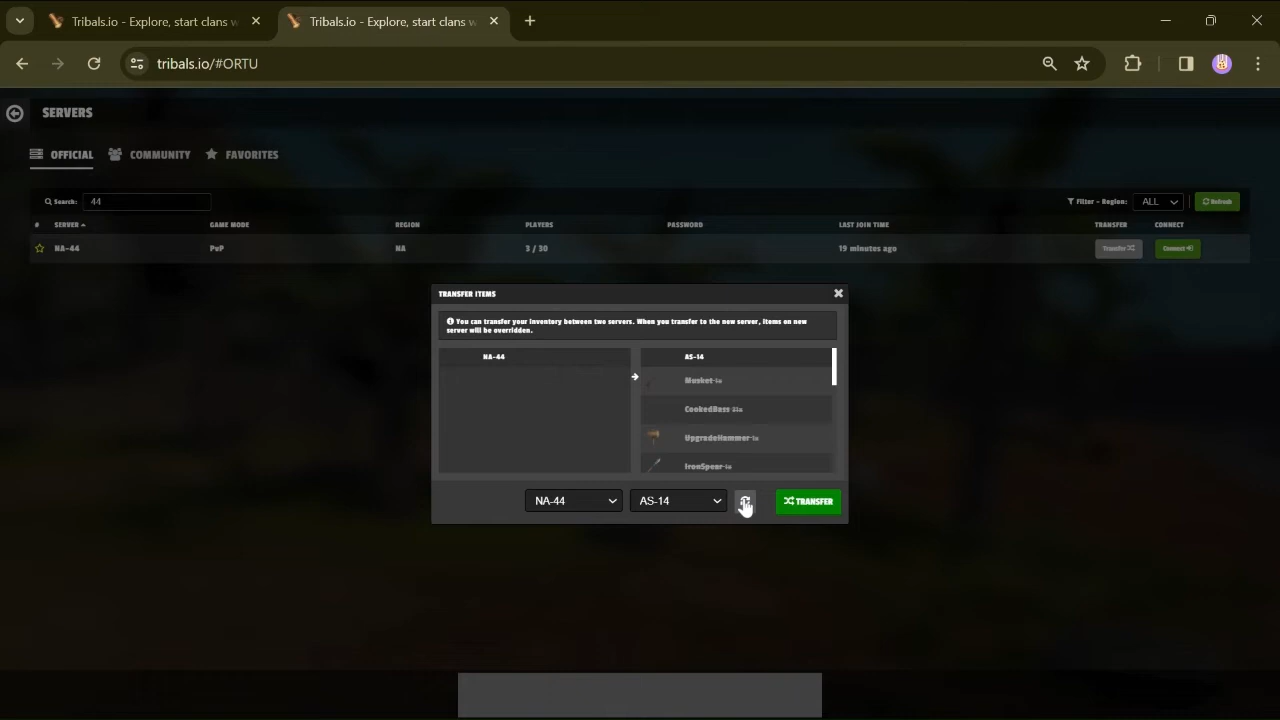 Tribals.io - Explore, start clans w
Tribals.io - Explore, start clans w
tribals.io/#ORTU
SERVERS
OFFICIAL COMMUNITY FAVORITES
Search: 44 Filter - Region: ALL Refresh
# SERVER GAME MODE REGION PLAYERS PASSWORD LAST JOIN TIME TRANSFER CONNECT
NA-44 PvP NA 3 / 30 19 minutes ago Transfer Connect
TRANSFER ITEMS
You can transfer your inventory between two servers. When you transfer to the new server, items on new
server will be overridden.
NA-44 AS-14
Musket 1x
CookedBass 21x
UpgradeHammer 1x
IronSpear 1x
NA-44 AS-14 TRANSFER